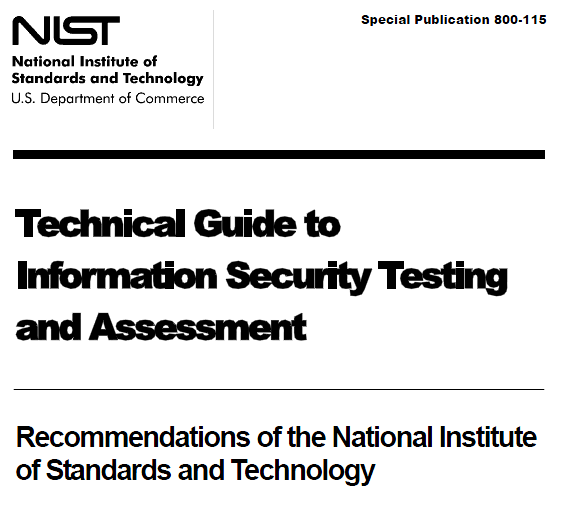 NIST
Special Publication 800-115
National Institute of
Standards and Technology
U.S. Department of Commerce
Technical Guide to
Information Security Testing
and Assessment
Recommendations of the National Institute
of Standards and Technology